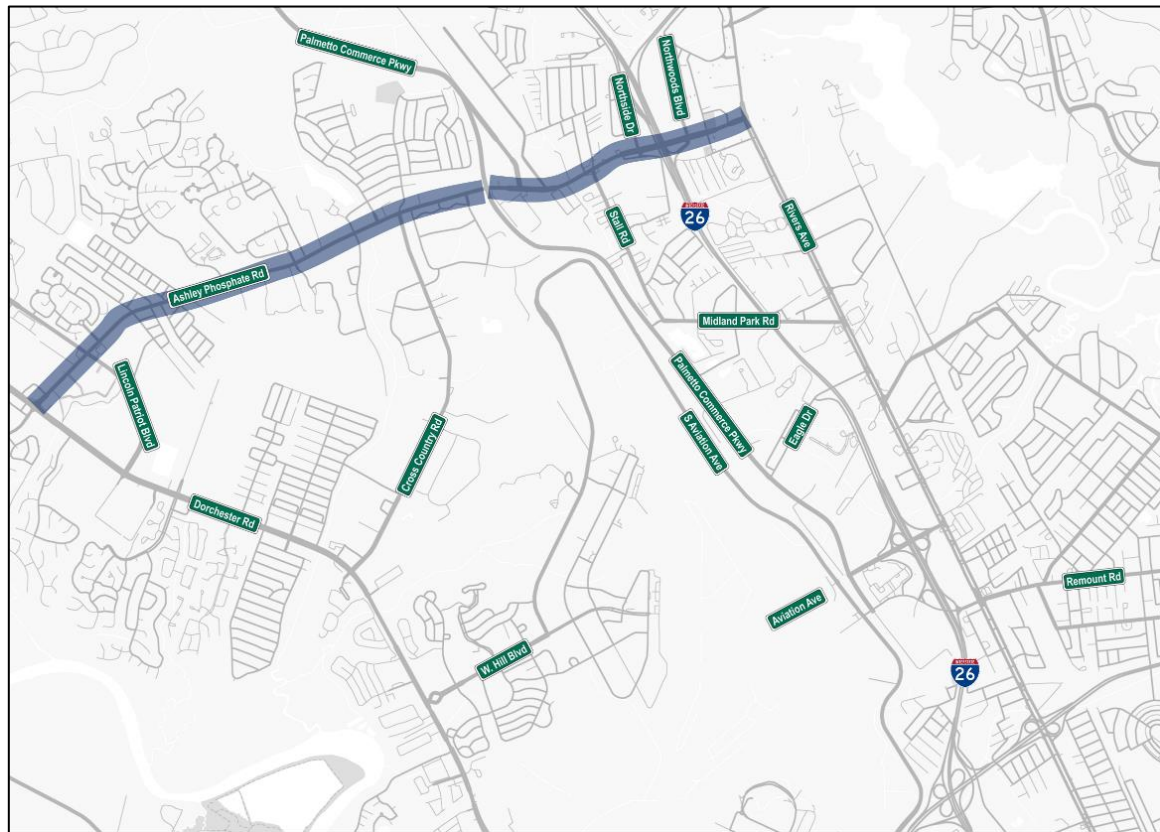 Palmetto Commerce Pkwy
Northwoods Blvd
Northside Dr
26
Rivers Ave
Stall Rd
Ashley Phosphate Rd
Midland Park Rd
Lincoln Patriot Blvd
Palmetto Commerce Pkwy
S Aviation Ave
Eagle Dr
Cross Country Rd
Dorchester Rd
Remount Rd
Aviation Ave
W. Hill Blvd
26